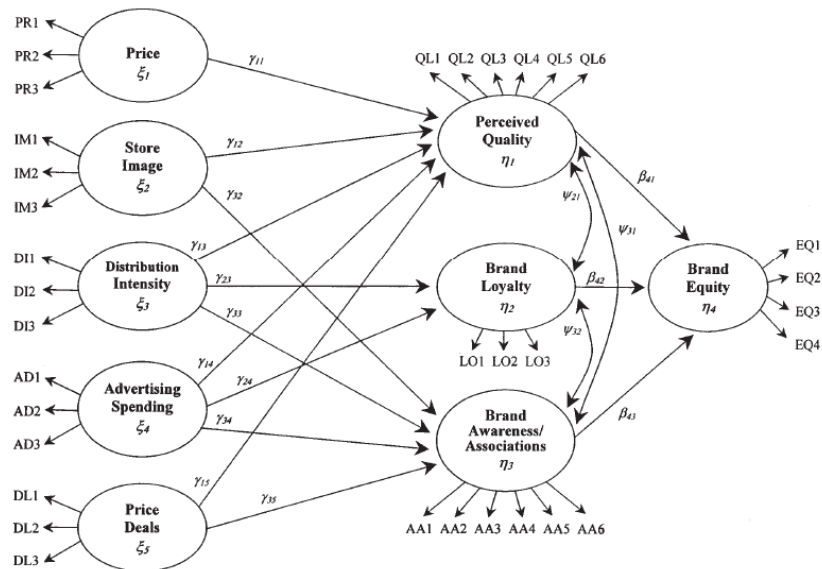 PR1
PR2
PR3
Price
ξ1
γ11
IM1
IM2
IM3
Store
Image
ξ2
γ12
γ32
DI1
DI2
DI3
Distribution
Intensity
ξ3
γ13
γ23
γ33
AD1
AD2
AD3
Advertising
Spending
ξ4
γ14
γ24
γ34
DL1
DL2
DL3
Price
Deals
ξ5
γ15
γ35
QL1 QL2 QL3 QL4 QL5 QL6
Perceived
Quality
η1
ψ21
ψ31
β41
Brand
Loyalty
η2
β42
LO1 LO2 LO3
ψ32
Brand
Awareness/
Associations
η3
β43
AA1 AA2 AA3 AA4 AA5 AA6
Brand
Equity
η4
EQ1
EQ2
EQ3
EQ4